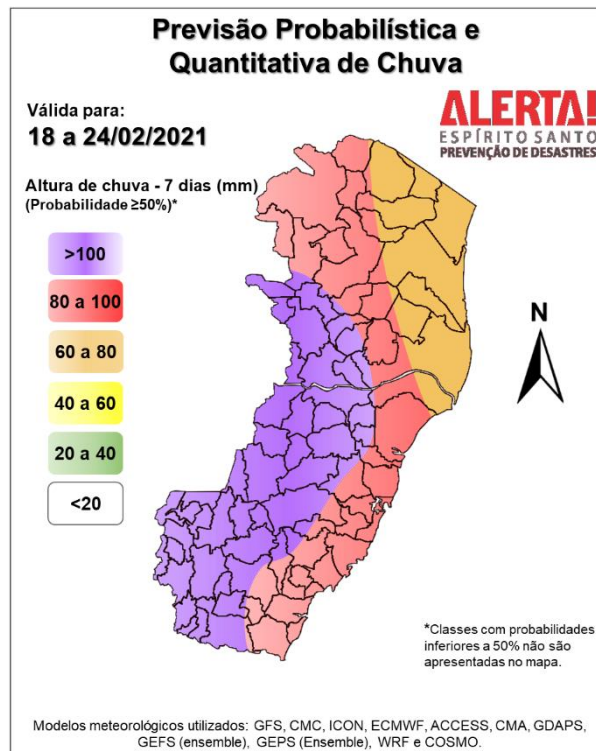 Previsão Probabilística e
Quantitativa de Chuva
Válida para:
18 a 24/02/2021
ALERTA!
ESPÍRITO SANTO
PREVENÇÃO DE DESASTRES
Altura de chuva - 7 dias (mm)
(Probabilidade ≥50%)*
>100
80 a 100
60 a 80
40 a 60
20 a 40
<20
N
*Classes com probabilidades
inferiores a 50% não são
apresentadas no mapa.
Modelos meteorológicos utilizados: GFS, CMC, ICON, ECMWF, ACCESS, CMA, GDAPS,
GEFS (ensemble), GEPS (Ensemble), WRF e COSMO.